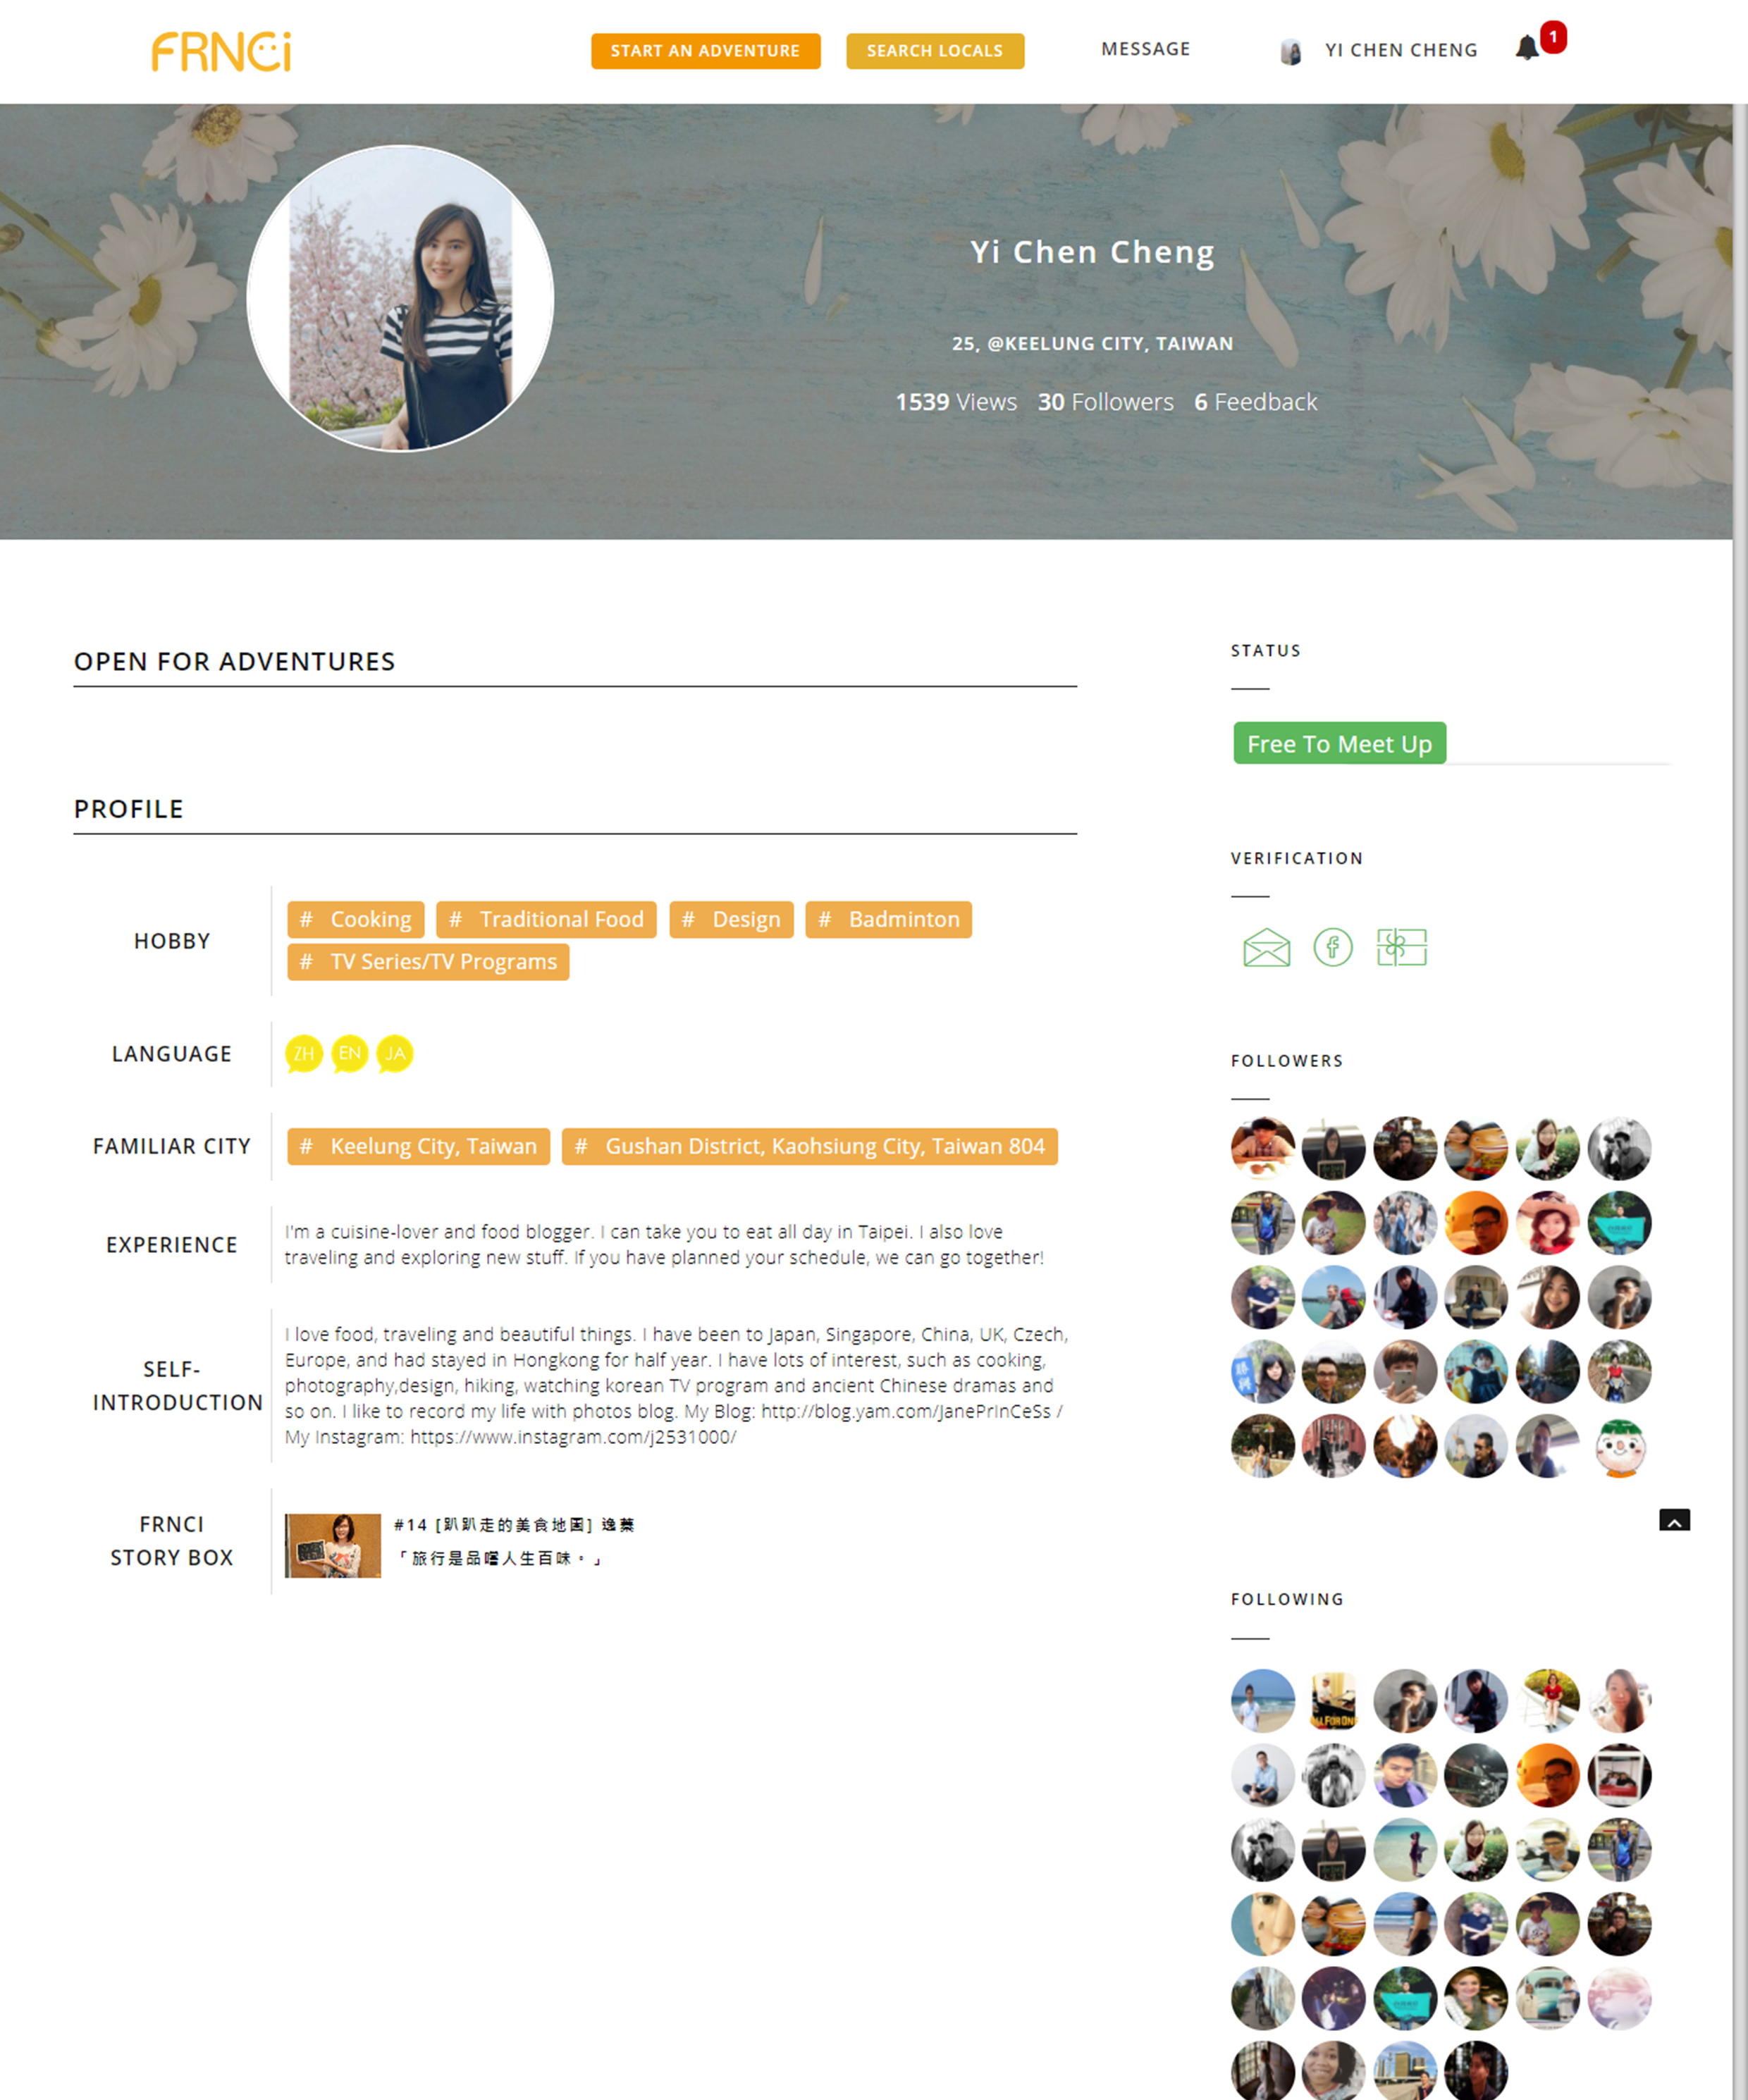 FRNCi
START AN ADVENTURE
SEARCH LOCALS
MESSAGE
YI CHEN CHENG
1
Yi Chen Cheng
25, @KEELUNG CITY, TAIWAN
1539 Views 30 Followers 6 Feedback
OPEN FOR ADVENTURES
PROFILE
HOBBY
# Cooking # Traditional Food # Design # Badminton
# TV Series/TV Programs
LANGUAGE
ZH EN JA
FAMILIAR CITY
# Keelung City, Taiwan # Gushan District, Kaohsiung City, Taiwan 804
EXPERIENCE
I'm a cuisine-lover and food blogger. I can take you to eat all day in Taipei. I also love
traveling and exploring new stuff. If you have planned your schedule, we can go together!
SELF-
INTRODUCTION
I love food, traveling and beautiful things. I have been to Japan, Singapore, China, UK, Czech,
Europe, and had stayed in Hongkong for half year. I have lots of interest, such as cooking,
photography,design, hiking, watching korean TV program and ancient Chinese dramas and
so on. I like to record my life with photos blog. My Blog: http://blog.yam.com/JanePrInCeSs /
My Instagram: https://www.instagram.com/j2531000/
FRNCI
STORY BOX
#14 [趴趴走的美食地圖] 逸蓁
「旅行是品嚐人生百味。」
STATUS
Free To Meet Up
VERIFICATION
FOLLOWERS
FOLLOWING